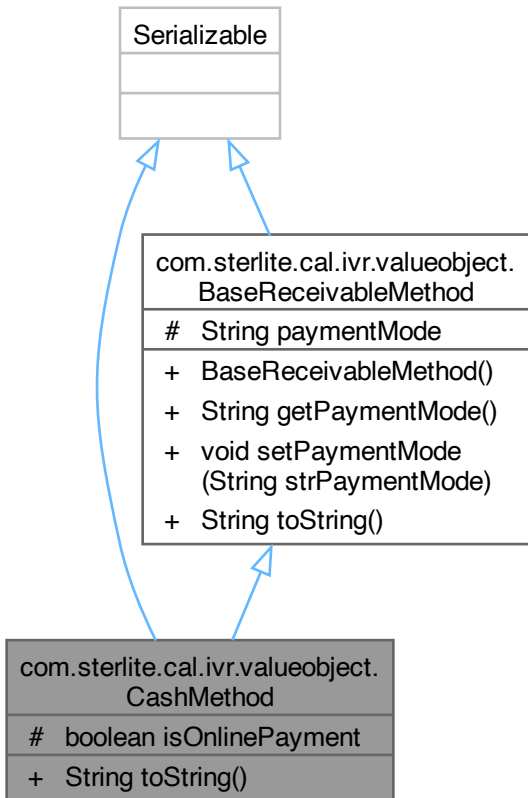 Serializable
com.sterlite.cal.ivr.valueobject.
BaseReceivableMethod
# String paymentMode
+ BaseReceivableMethod()
+ String getPaymentMode()
+ void setPaymentMode
(String strPaymentMode)
+ String toString()
com.sterlite.cal.ivr.valueobject.
CashMethod
# boolean isOnlinePayment
+ String toString()